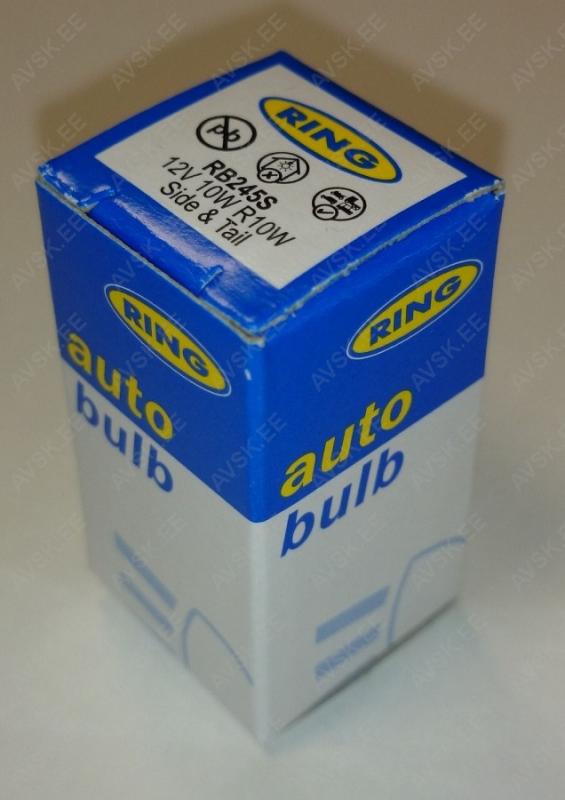 RING
pb
RB245S
12V 10W R10W
Side & Tail
RING
auto
bulb
RING
auto
bulb
AVSK.EE